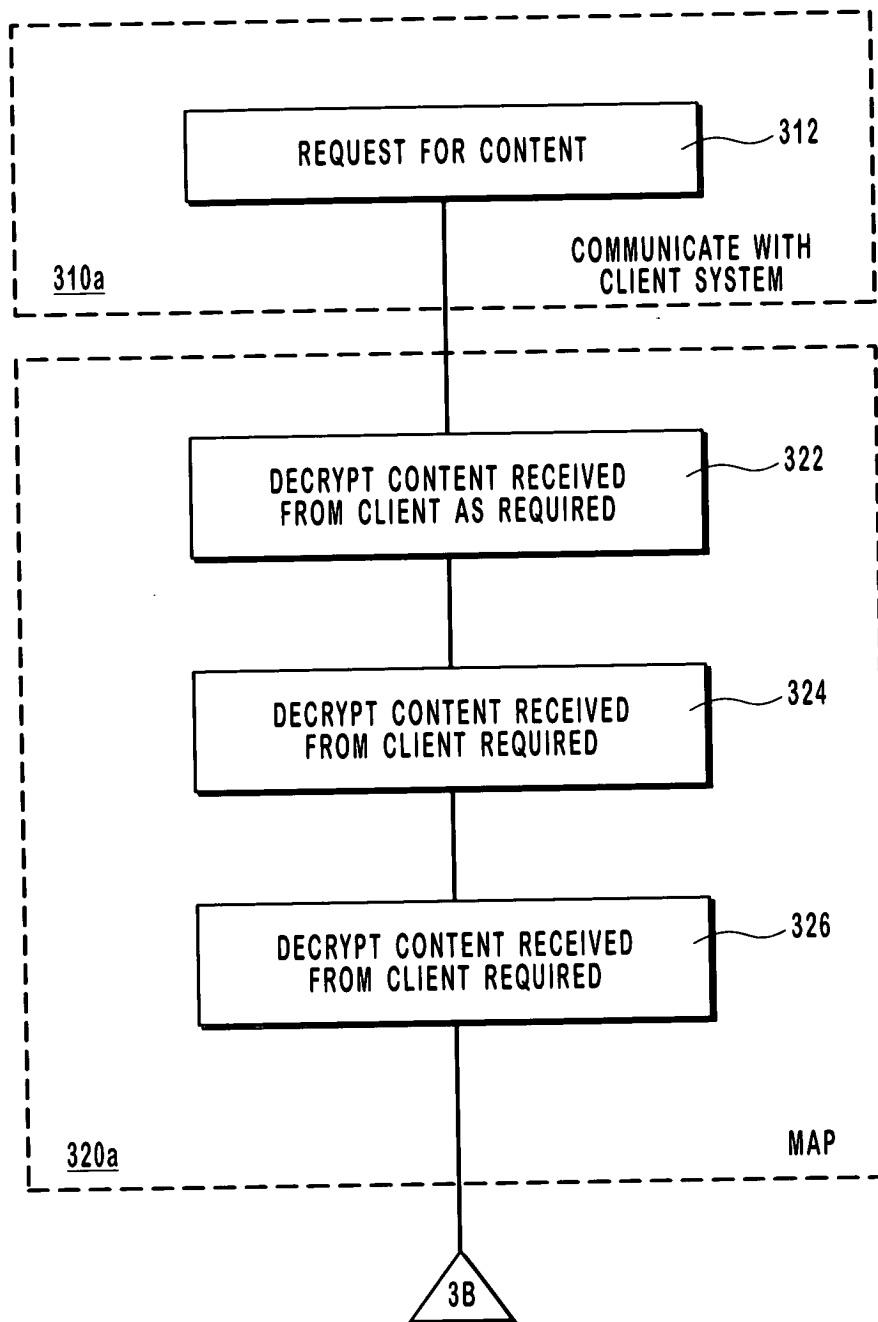 REQUEST FOR CONTENT
312
COMMUNICATE WITH
CLIENT SYSTEM
310a
DECRYPT CONTENT RECEIVED
FROM CLIENT AS REQUIRED
322
DECRYPT CONTENT RECEIVED
FROM CLIENT REQUIRED
324
DECRYPT CONTENT RECEIVED
FROM CLIENT REQUIRED
326
320a
MAP
3B